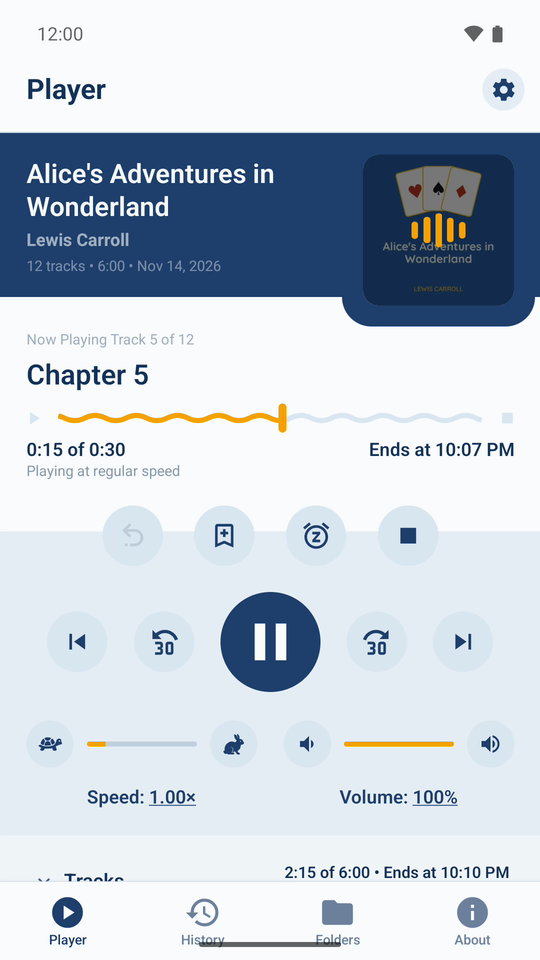 12:00
Player
Alice's Adventures in
Wonderland
Lewis Carroll
12 tracks • 6:00 • Nov 14, 2026
Alice's Adventures in
Wonderland
LEWIS CARROLL
Now Playing Track 5 of 12
Chapter 5
0:15 of 0:30
Ends at 10:07 PM
Playing at regular speed
30
30
Speed: 1.00×
Volume: 100%
Tracks
2:15 of 6:00 • Ends at 10:10 PM
Player
History
Folders
About